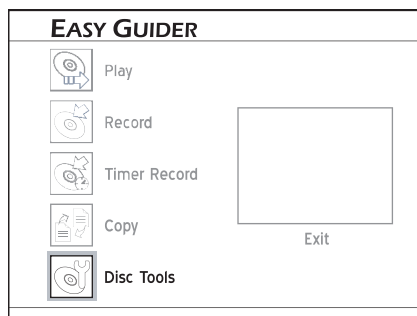 EASY GUIDER
Play
Record
Timer Record
Copy
Exit
Disc Tools